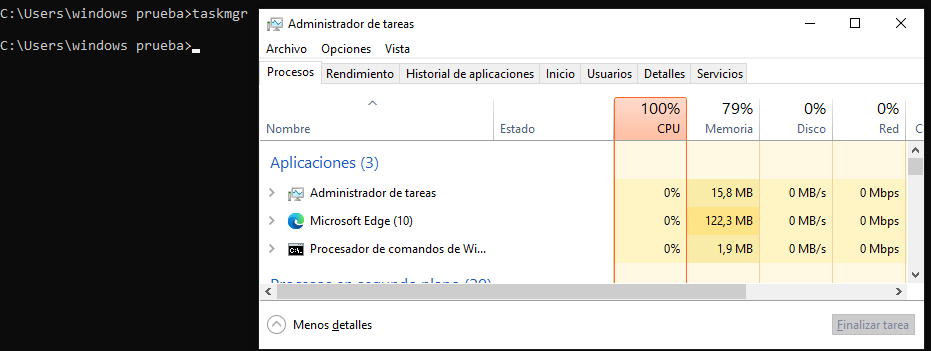 C:\Users\windows prueba>taskmgr
C:\Users\windows prueba>
Administrador de tareas
Archivo Opciones Vista
Procesos Rendimiento Historial de aplicaciones Inicio Usuarios Detalles Servicios
100% 79% 0% 0%
Nombre Estado CPU Memoria Disco Red C
Aplicaciones (3)
Administrador de tareas 0% 15,8 MB 0 MB/s 0 Mbps
Microsoft Edge (10) 0% 122,3 MB 0 MB/s 0 Mbps
Procesador de comandos de Wi... 0% 1,9 MB 0 MB/s 0 Mbps
Procesos en segundo plano
Menos detalles Finalizar tarea